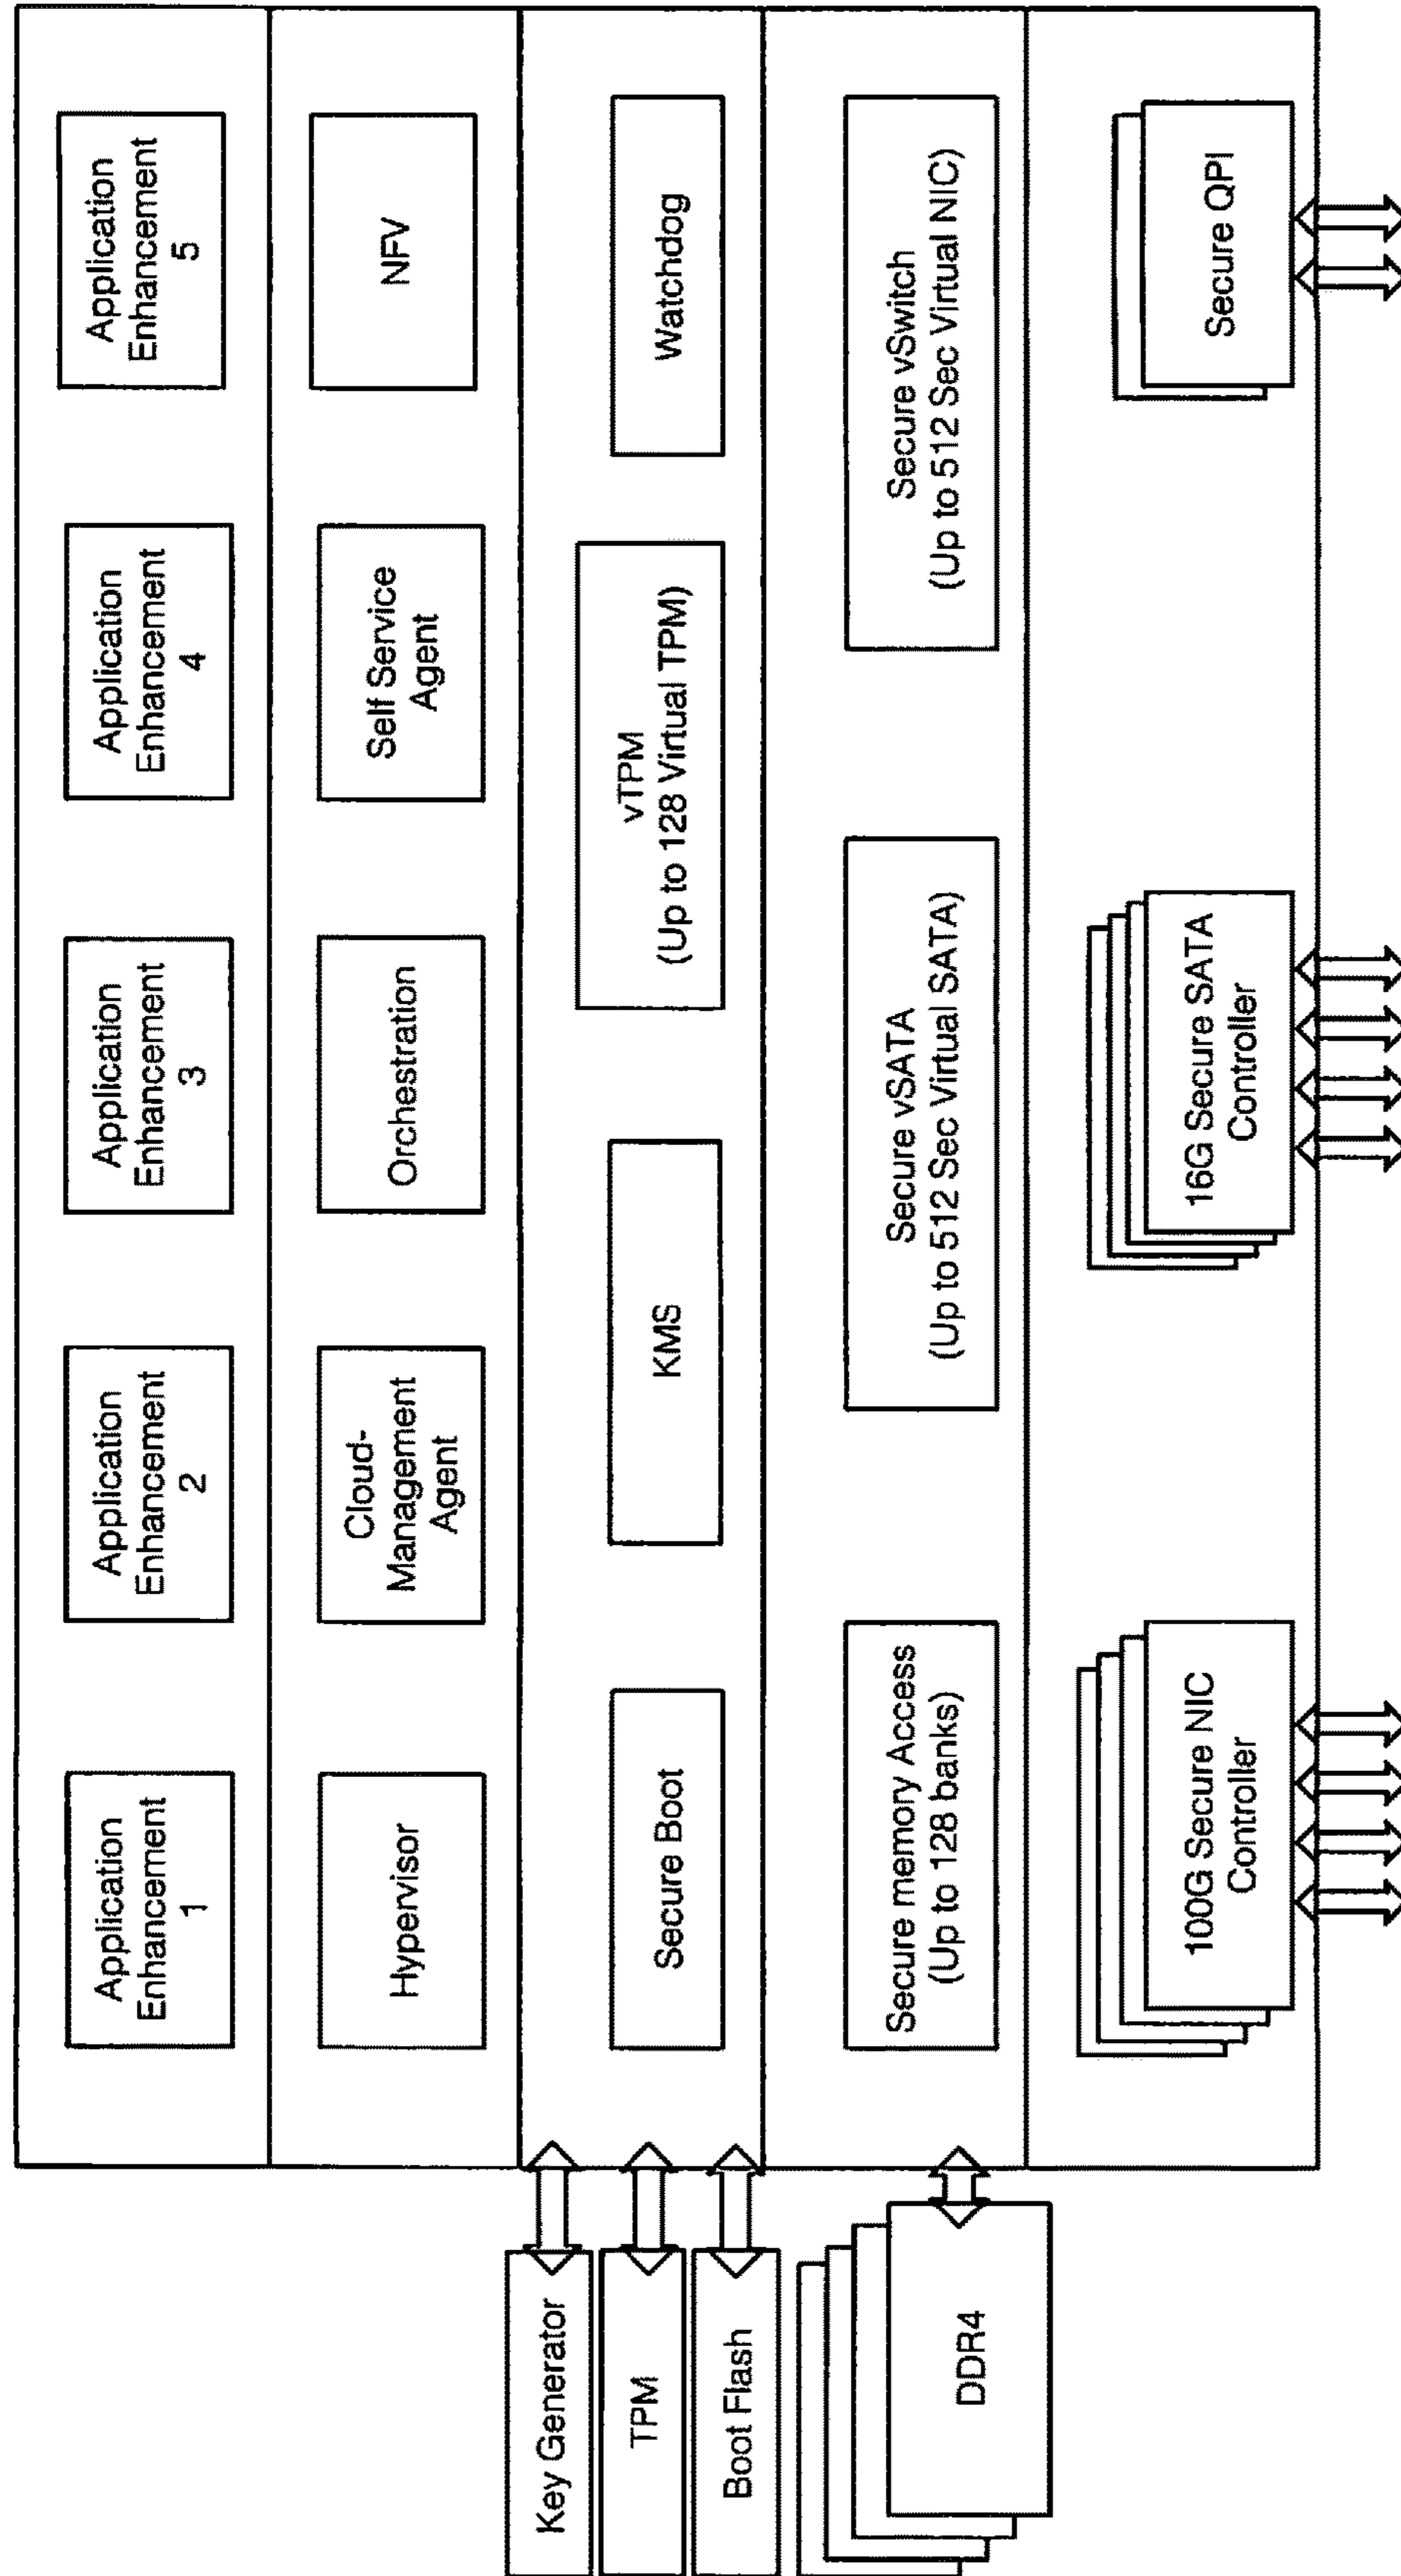 Application
Enhancement
1
Application
Enhancement
2
Application
Enhancement
3
Application
Enhancement
4
Application
Enhancement
5
Hypervisor
Cloud-
Management
Agent
Orchestration
Self Service
Agent
NFV
Key Generator
TPM
Boot Flash
Secure Boot
KMS
vTPM
(Up to 128 Virtual TPM)
Watchdog
DDR4
Secure memory Access
(Up to 128 banks)
Secure vSATA
(Up to 512 Sec Virtual SATA)
Secure vSwitch
(Up to 512 Sec Virtual NIC)
100G Secure NIC
Controller
16G Secure SATA
Controller
Secure QPI